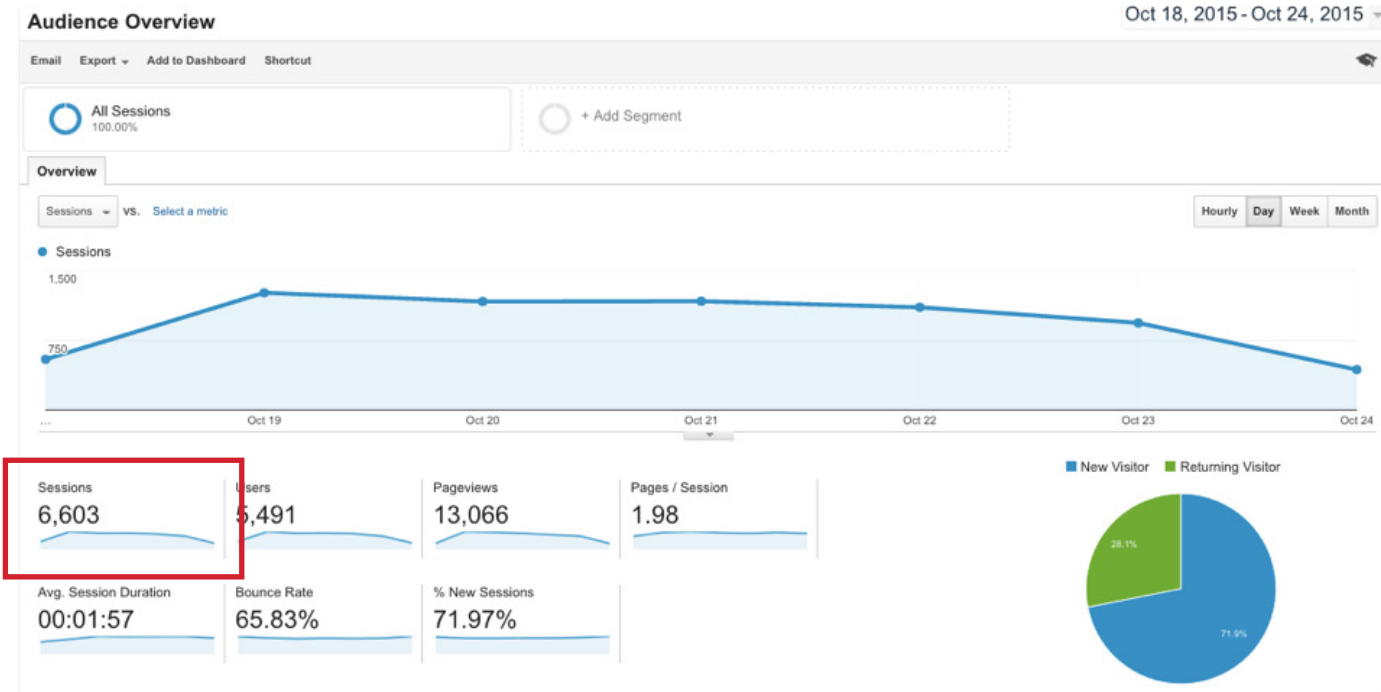 Audience Overview
Oct 18, 2015 - Oct 24, 2015
Email Export Add to Dashboard Shortcut
All Sessions
100.00%
+ Add Segment
Overview
Sessions vs. Select a metric
Hourly Day Week Month
Sessions
1,500
750
... Oct 19 Oct 20 Oct 21 Oct 22 Oct 23 Oct 24
New Visitor Returning Visitor
Sessions Users Pageviews Pages / Session
6,603 5,491 13,066 1.98
28.1%
Avg. Session Duration Bounce Rate % New Sessions
00:01:57 65.83% 71.97%
71.9%